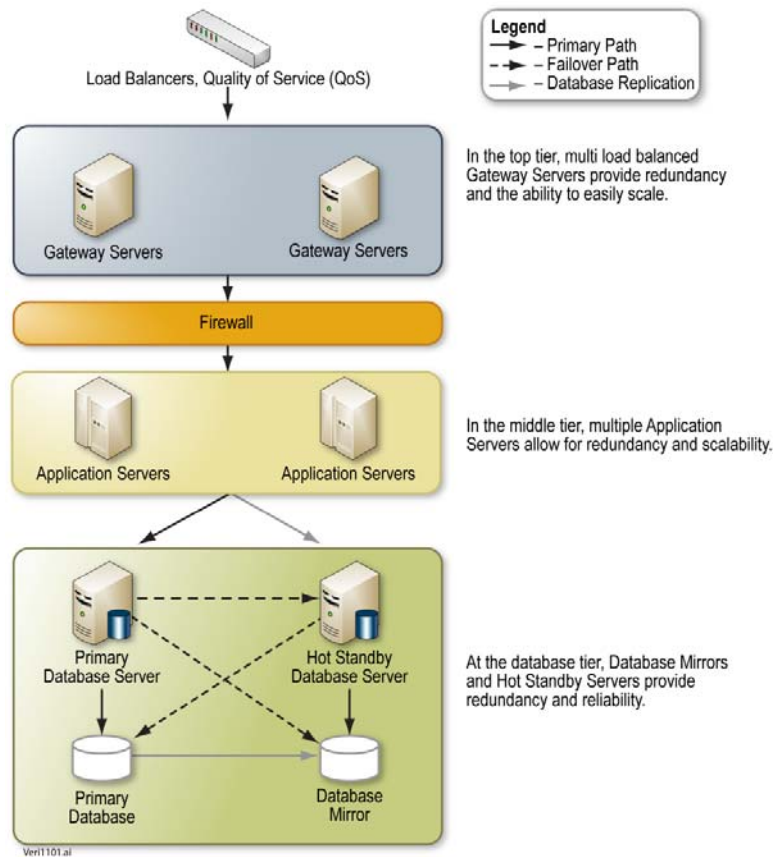 Load Balancers, Quality of Service (QoS)
Legend
– Primary Path
– Failover Path
– Database Replication
In the top tier, multi load balanced
Gateway Servers provide redundancy
and the ability to easily scale.
Gateway Servers
Gateway Servers
Firewall
In the middle tier, multiple Application
Servers allow for redundancy and scalability.
Application Servers
Application Servers
Primary
Database Server
Hot Standby
Database Server
At the database tier, Database Mirrors
and Hot Standby Servers provide
redundancy and reliability.
Primary
Database
Database
Mirror
Veri1101.ai